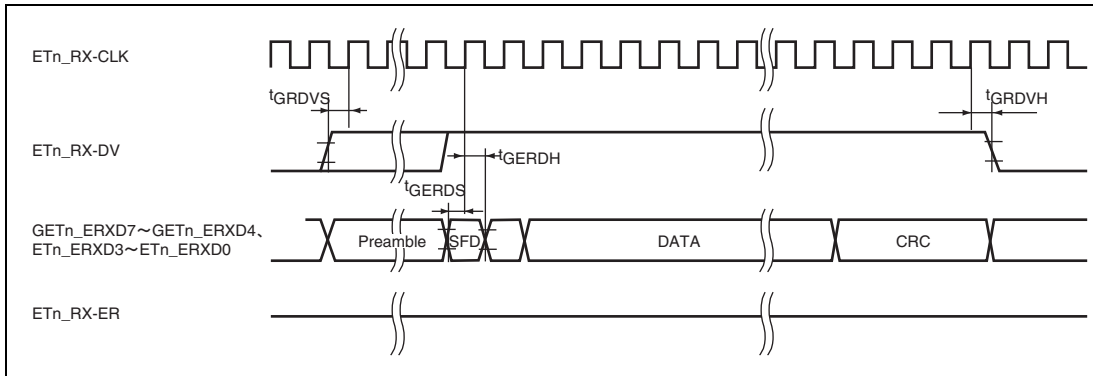 ETn_RX-CLK
tGRDVS
tGRDVH
ETn_RX-DV
tGERDH
tGERDS
GETn_ERXD7～GETn_ERXD4、
ETn_ERXD3～ETn_ERXD0
Preamble
SFD
DATA
CRC
ETn_RX-ER